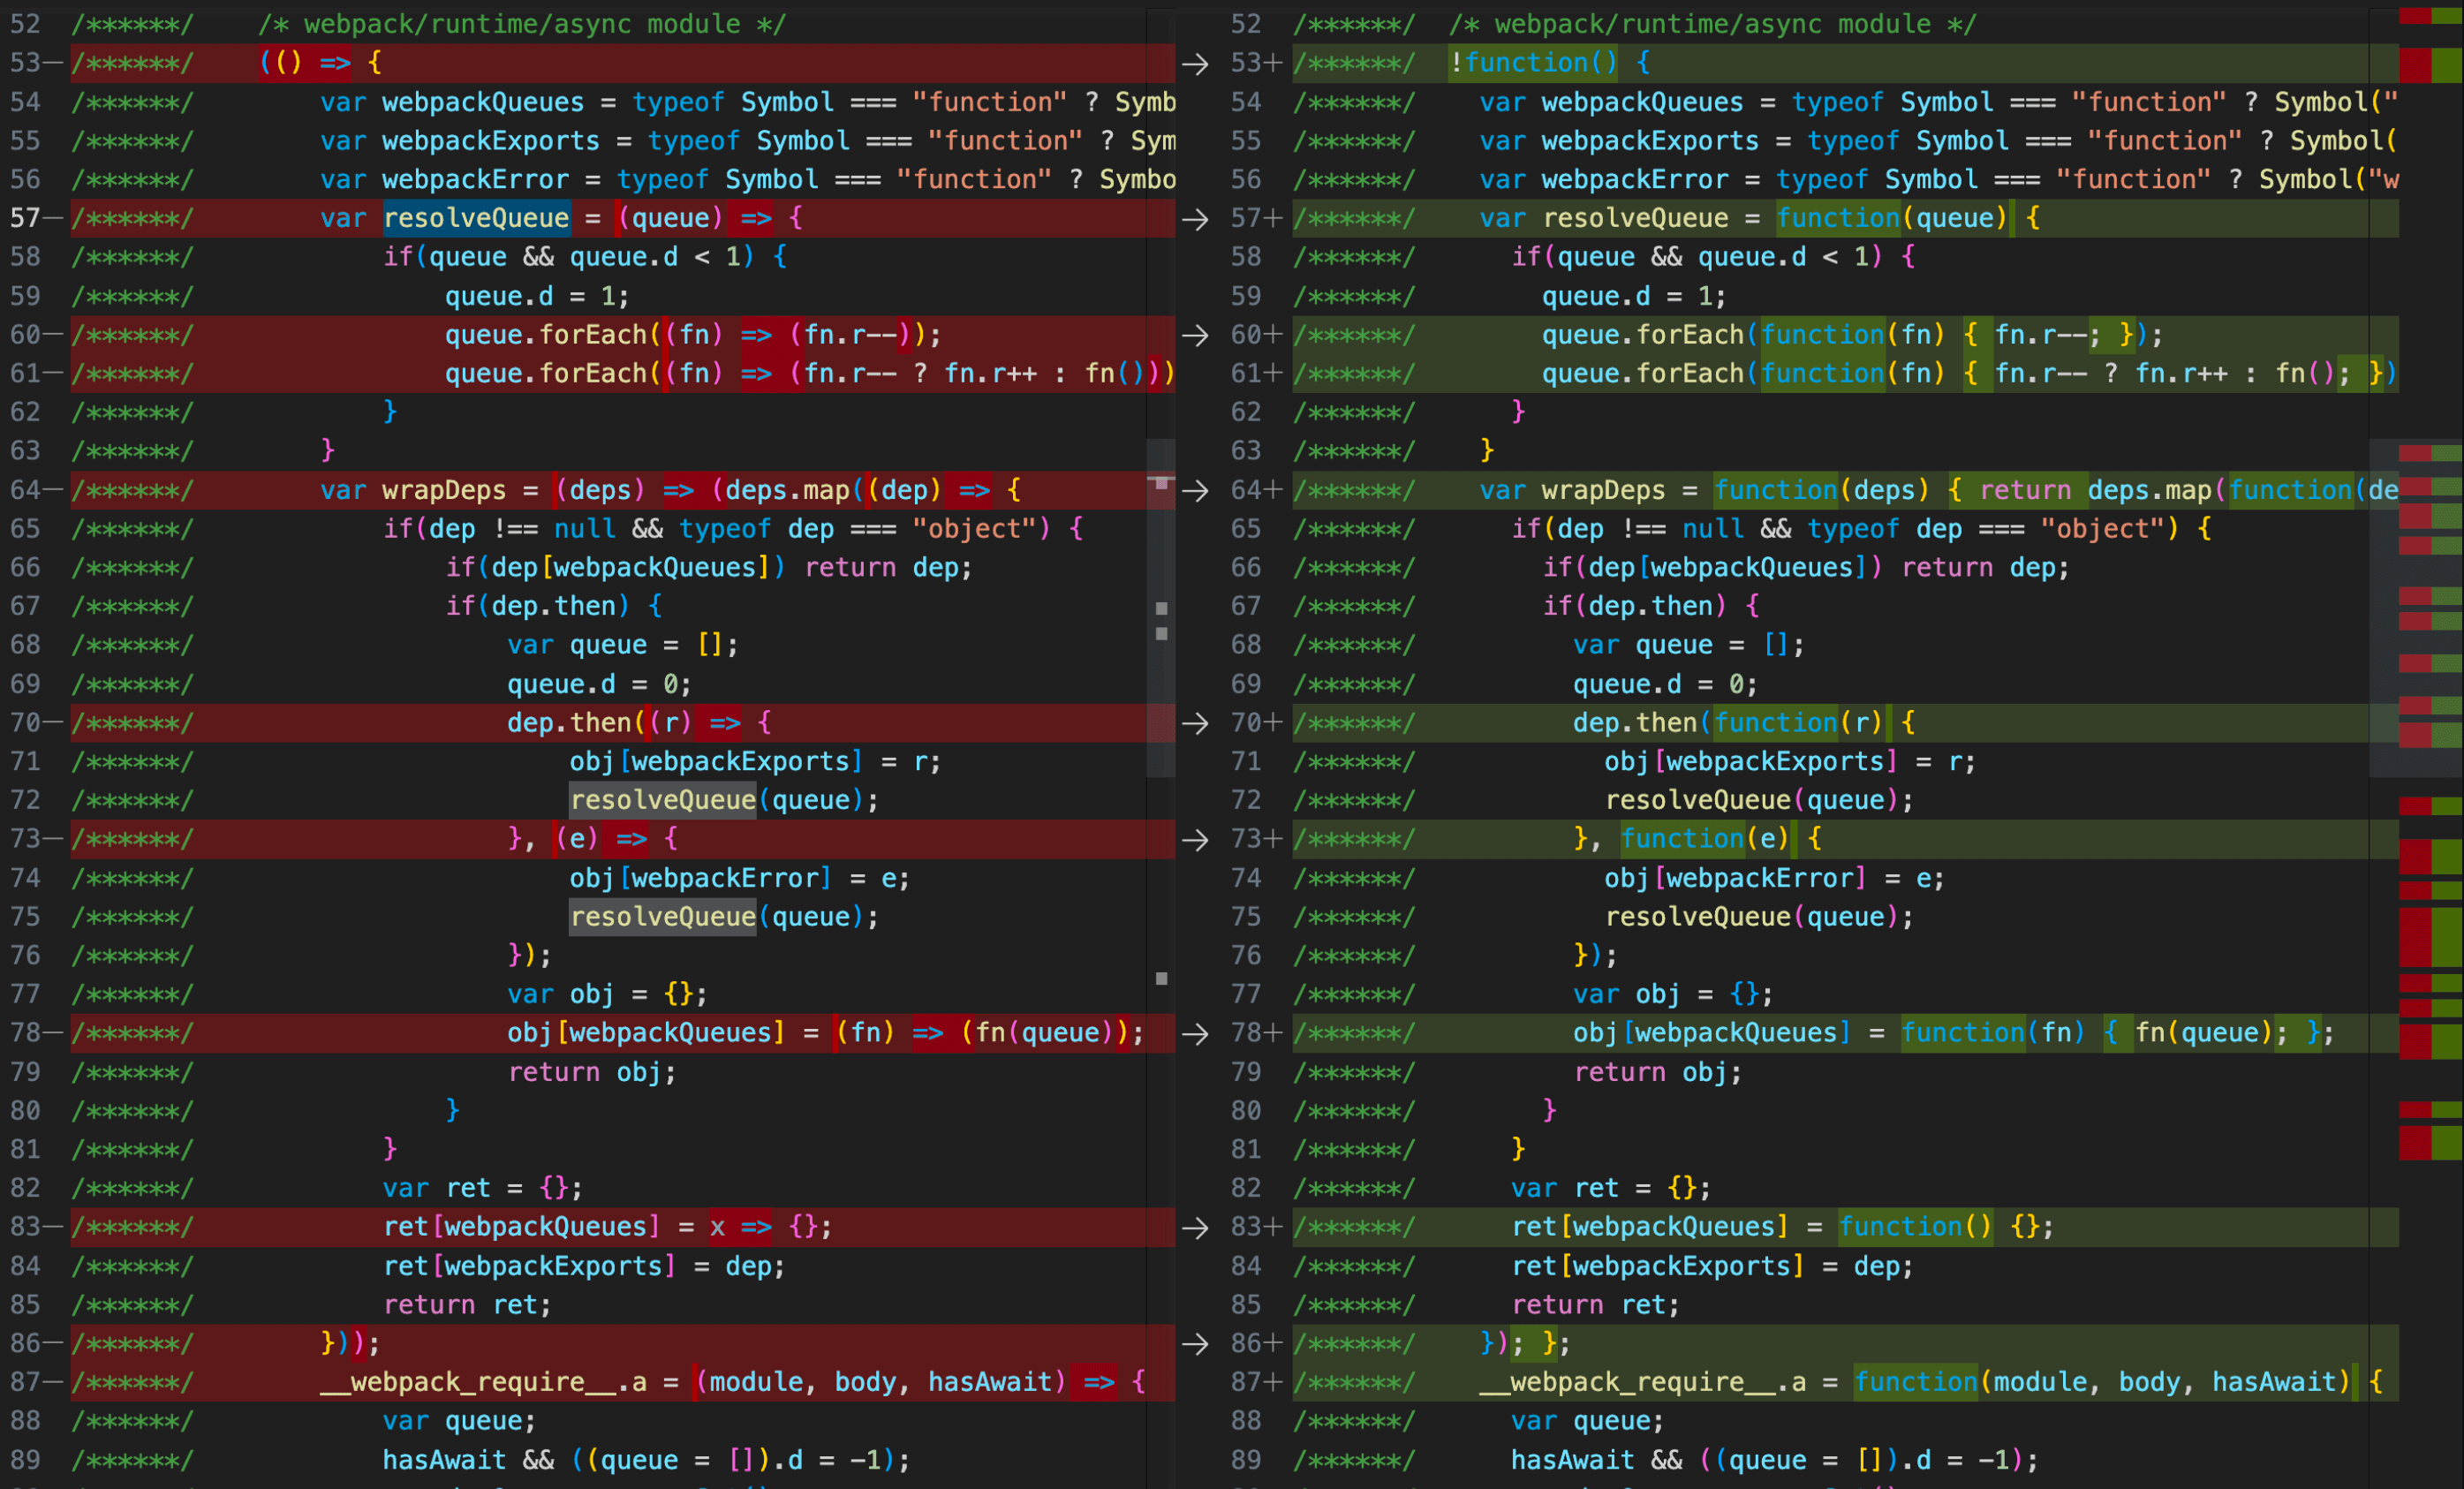 52 /******/ /* webpack/runtime/async module */
53— /******/ (() => {
54 /******/ var webpackQueues = typeof Symbol === "function" ? Symb
55 /******/ var webpackExports = typeof Symbol === "function" ? Sym
56 /******/ var webpackError = typeof Symbol === "function" ? Symbo
57— /******/ var resolveQueue = (queue) => {
58 /******/ if(queue && queue.d < 1) {
59 /******/ queue.d = 1;
60— /******/ queue.forEach((fn) => (fn.r--));
61— /******/ queue.forEach((fn) => (fn.r-- ? fn.r++ : fn()))
62 /******/ }
63 /******/ }
64— /******/ var wrapDeps = (deps) => (deps.map((dep) => {
65 /******/ if(dep !== null && typeof dep === "object") {
66 /******/ if(dep[webpackQueues]) return dep;
67 /******/ if(dep.then) {
68 /******/ var queue = [];
69 /******/ queue.d = 0;
70— /******/ dep.then((r) => {
71 /******/ obj[webpackExports] = r;
72 /******/ resolveQueue(queue);
73— /******/ }, (e) => {
74 /******/ obj[webpackError] = e;
75 /******/ resolveQueue(queue);
76 /******/ });
77 /******/ var obj = {};
78— /******/ obj[webpackQueues] = (fn) => (fn(queue));
79 /******/ return obj;
80 /******/ }
81 /******/ }
82 /******/ var ret = {};
83— /******/ ret[webpackQueues] = x => {};
84 /******/ ret[webpackExports] = dep;
85 /******/ return ret;
86— /******/ }));
87— /******/ __webpack_require__.a = (module, body, hasAwait) => {
88 /******/ var queue;
89 /******/ hasAwait && ((queue = []).d = -1);
52 /******/ /* webpack/runtime/async module */
→ 53+ /******/ !function() {
54 /******/ var webpackQueues = typeof Symbol === "function" ? Symbol("
55 /******/ var webpackExports = typeof Symbol === "function" ? Symbol(
56 /******/ var webpackError = typeof Symbol === "function" ? Symbol("w
→ 57+ /******/ var resolveQueue = function(queue) {
58 /******/ if(queue && queue.d < 1) {
59 /******/ queue.d = 1;
→ 60+ /******/ queue.forEach(function(fn) { fn.r--; });
61+ /******/ queue.forEach(function(fn) { fn.r-- ? fn.r++ : fn(); })
62 /******/ }
63 /******/ }
→ 64+ /******/ var wrapDeps = function(deps) { return deps.map(function(de
65 /******/ if(dep !== null && typeof dep === "object") {
66 /******/ if(dep[webpackQueues]) return dep;
67 /******/ if(dep.then) {
68 /******/ var queue = [];
69 /******/ queue.d = 0;
→ 70+ /******/ dep.then(function(r) {
71 /******/ obj[webpackExports] = r;
72 /******/ resolveQueue(queue);
→ 73+ /******/ }, function(e) {
74 /******/ obj[webpackError] = e;
75 /******/ resolveQueue(queue);
76 /******/ });
77 /******/ var obj = {};
→ 78+ /******/ obj[webpackQueues] = function(fn) { fn(queue); };
79 /******/ return obj;
80 /******/ }
81 /******/ }
82 /******/ var ret = {};
→ 83+ /******/ ret[webpackQueues] = function() {};
84 /******/ ret[webpackExports] = dep;
85 /******/ return ret;
→ 86+ /******/ }); };
87+ /******/ __webpack_require__.a = function(module, body, hasAwait) {
88 /******/ var queue;
89 /******/ hasAwait && ((queue = []).d = -1);